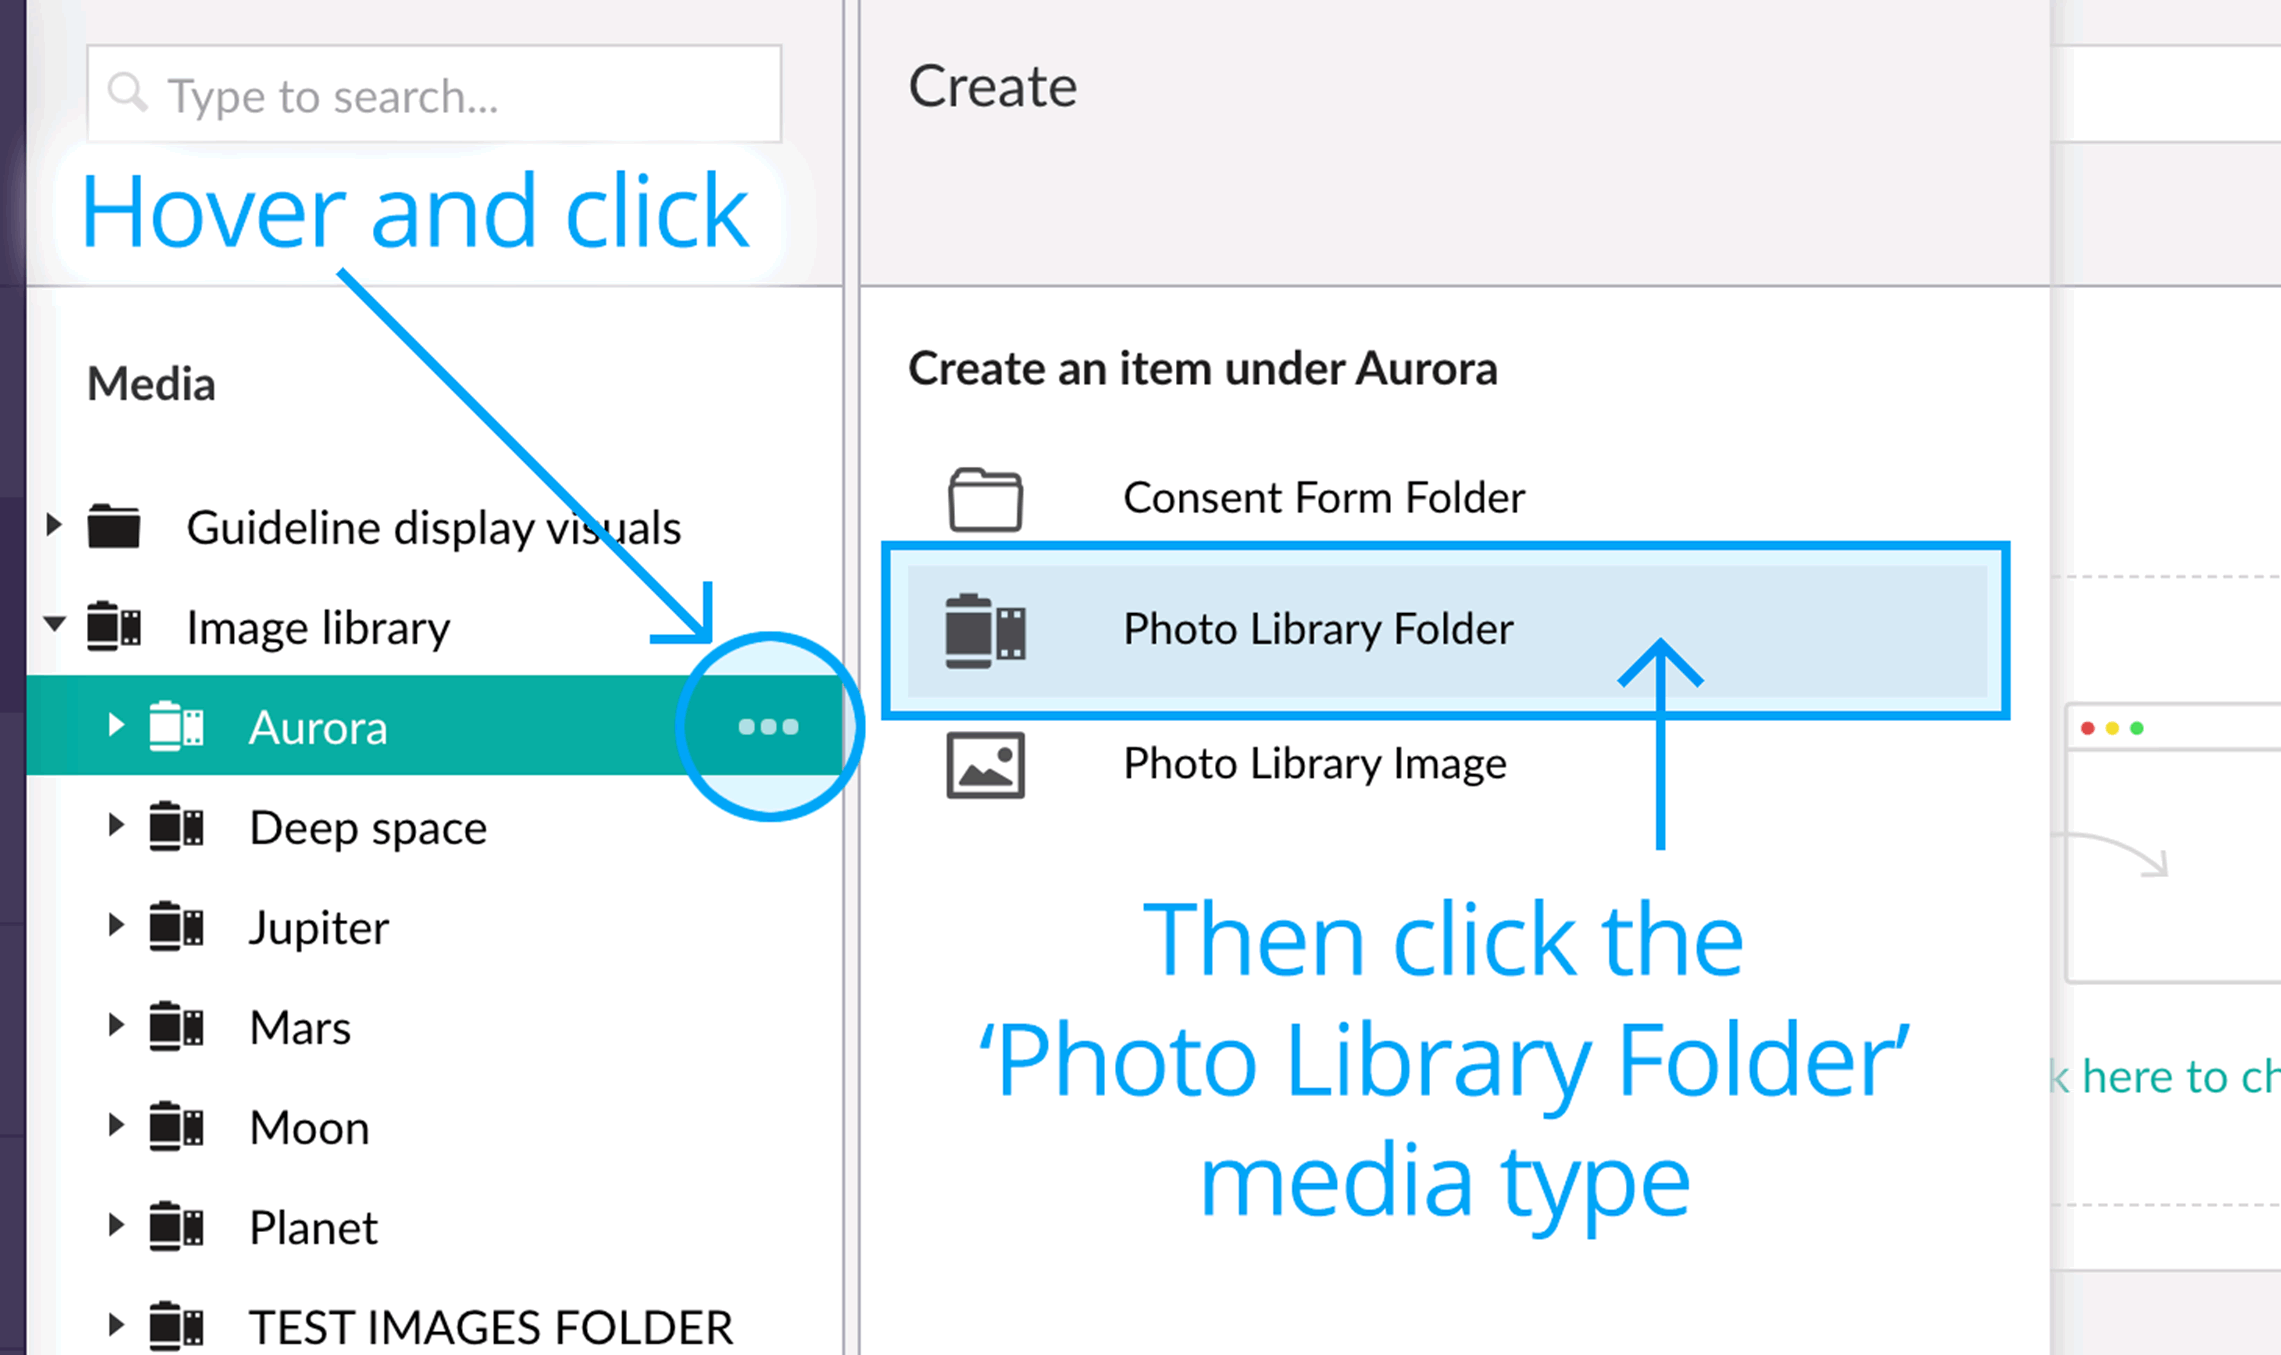 Type to search...
Hover and click
Media
Guideline display visuals
Image library
Aurora
Deep space
Jupiter
Mars
Moon
Planet
TEST IMAGES FOLDER
Create
Create an item under Aurora
Consent Form Folder
Photo Library Folder
Photo Library Image
Then click the
‘Photo Library Folder’
media type
k here to ch